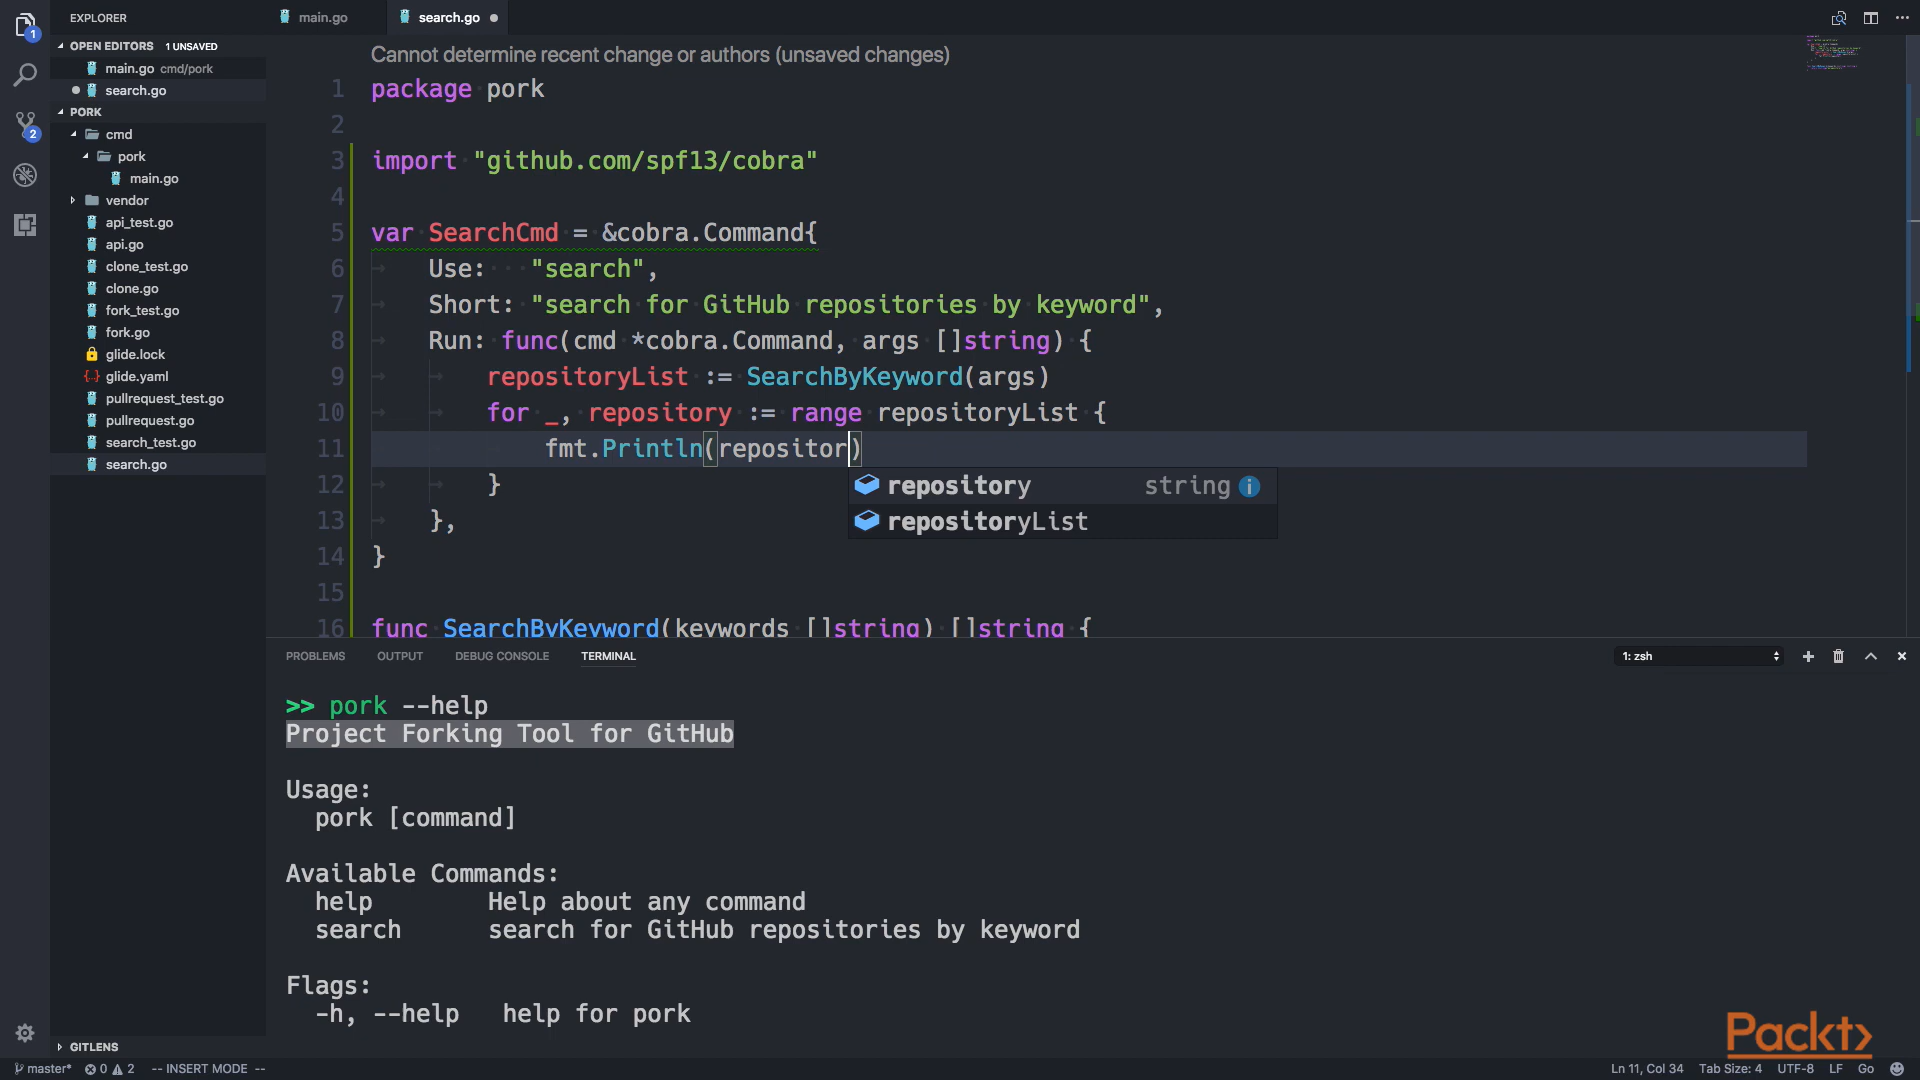 EXPLORER
OPEN EDITORS 1 UNSAVED
main.go cmd/pork
search.go
PORK
cmd
pork
main.go
vendor
api_test.go
api.go
clone_test.go
clone.go
fork_test.go
fork.go
glide.lock
glide.yaml
pullrequest_test.go
pullrequest.go
search_test.go
search.go
GITLENS
1
2
main.go
search.go
Cannot determine recent change or authors (unsaved changes)
1 package pork
2
3 import "github.com/spf13/cobra"
4
5 var SearchCmd = &cobra.Command{
6 Use: "search",
7 Short: "search for GitHub repositories by keyword",
8 Run: func(cmd *cobra.Command, args []string) {
9 repositoryList := SearchByKeyword(args)
10 for _, repository := range repositoryList {
11 fmt.Println(repositor)
12 }
13 },
14 }
15
16 func SearchByKeyword(keywords []string) []string {
repository string
repositoryList
PROBLEMS OUTPUT DEBUG CONSOLE TERMINAL 1: zsh
>> pork --help
Project Forking Tool for GitHub
Usage:
pork [command]
Available Commands:
help Help about any command
search search for GitHub repositories by keyword
Flags:
-h, --help help for pork
Packt>
master* 0 2 -- INSERT MODE -- Ln 11, Col 34 Tab Size: 4 UTF-8 LF Go